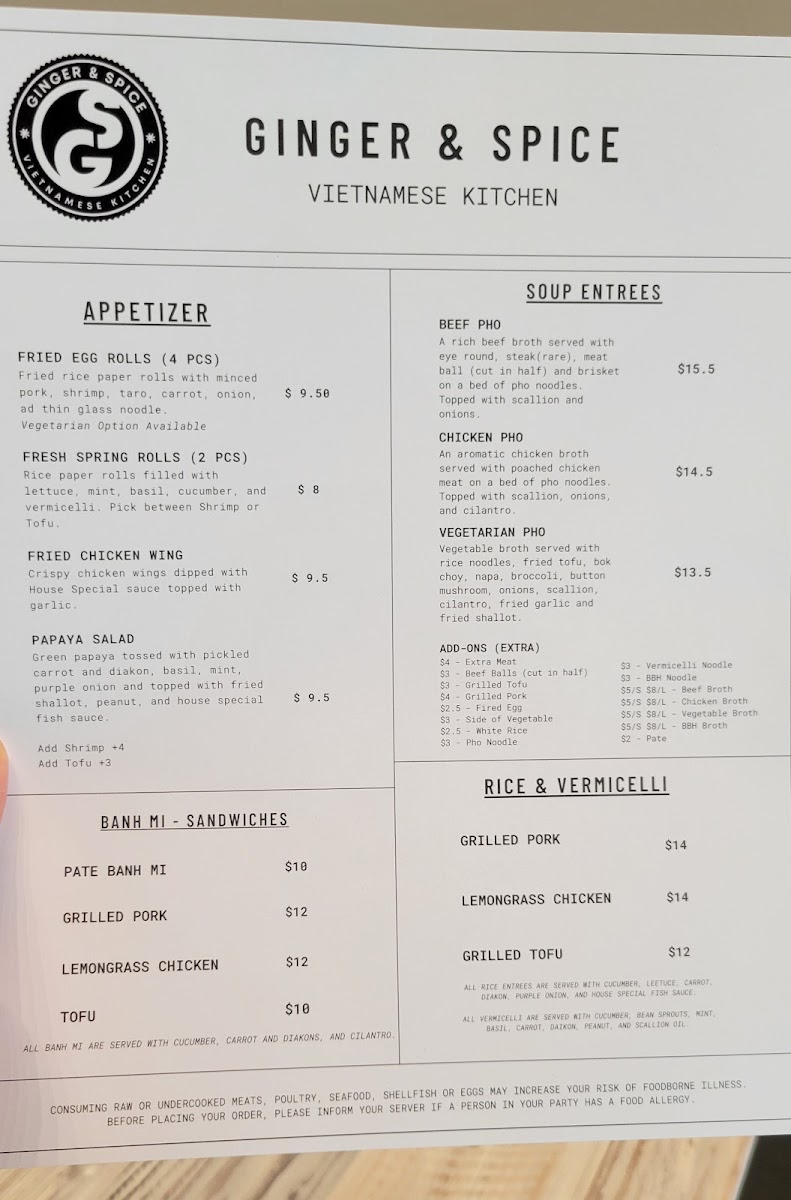 GINGER & SPICE
SG
VIETNAMESE KITCHEN
GINGER & SPICE
VIETNAMESE KITCHEN
APPETIZER
FRIED EGG ROLLS (4 PCS)
Fried rice paper rolls with minced
pork, shrimp, taro, carrot, onion, $ 9.50
ad thin glass noodle.
Vegetarian Option Available
FRESH SPRING ROLLS (2 PCS)
Rice paper rolls filled with
lettuce, mint, basil, cucumber, and $ 8
vermicelli. Pick between Shrimp or
Tofu.
FRIED CHICKEN WING
Crispy chicken wings dipped with $ 9.5
House Special sauce topped with
garlic.
PAPAYA SALAD
Green papaya tossed with pickled
carrot and diakon, basil, mint,
purple onion and topped with fried
shallot, peanut, and house special $ 9.5
fish sauce.
Add Shrimp +4
Add Tofu +3
BANH MI - SANDWICHES
PATE BANH MI $10
GRILLED PORK $12
LEMONGRASS CHICKEN $12
TOFU $10
ALL BANH MI ARE SERVED WITH CUCUMBER, CARROT AND DIAKONS, AND CILANTRO.
SOUP ENTREES
BEEF PHO
A rich beef broth served with
eye round, steak(rare), meat
ball (cut in half) and brisket $15.5
on a bed of pho noodles.
Topped with scallion and
onions.
CHICKEN PHO
An aromatic chicken broth
served with poached chicken $14.5
meat on a bed of pho noodles.
Topped with scallion, onions,
and cilantro.
VEGETARIAN PHO
Vegetable broth served with
rice noodles, fried tofu, bok
choy, napa, broccoli, button $13.5
mushroom, onions, scallion,
cilantro, fried garlic and
fried shallot.
ADD-ONS (EXTRA)
$4 - Extra Meat
$3 - Beef Balls (cut in half)
$3 - Grilled Tofu
$4 - Grilled Pork
$2.5 - Fired Egg
$3 - Side of Vegetable
$2.5 - White Rice
$3 - Pho Noodle
$3 - Vermicelli Noodle
$3 - BBH Noodle
$5/S $8/L - Beef Broth
$5/S $8/L - Chicken Broth
$5/S $8/L - Vegetable Broth
$5/S $8/L - BBH Broth
$2 - Pate
RICE & VERMICELLI
GRILLED PORK $14
LEMONGRASS CHICKEN $14
GRILLED TOFU $12
ALL RICE ENTREES ARE SERVED WITH CUCUMBER, LEETUCE, CARROT,
DIAKON, PURPLE ONION, AND HOUSE SPECIAL FISH SAUCE.
ALL VERMICELLI ARE SERVED WITH CUCUMBER, BEAN SPROUTS, MINT,
BASIL, CARROT, DAIKON, PEANUT, AND SCALLION OIL.
CONSUMING RAW OR UNDERCOOKED MEATS, POULTRY, SEAFOOD, SHELLFISH OR EGGS MAY INCREASE YOUR RISK OF FOODBORNE ILLNESS.
BEFORE PLACING YOUR ORDER, PLEASE INFORM YOUR SERVER IF A PERSON IN YOUR PARTY HAS A FOOD ALLERGY.